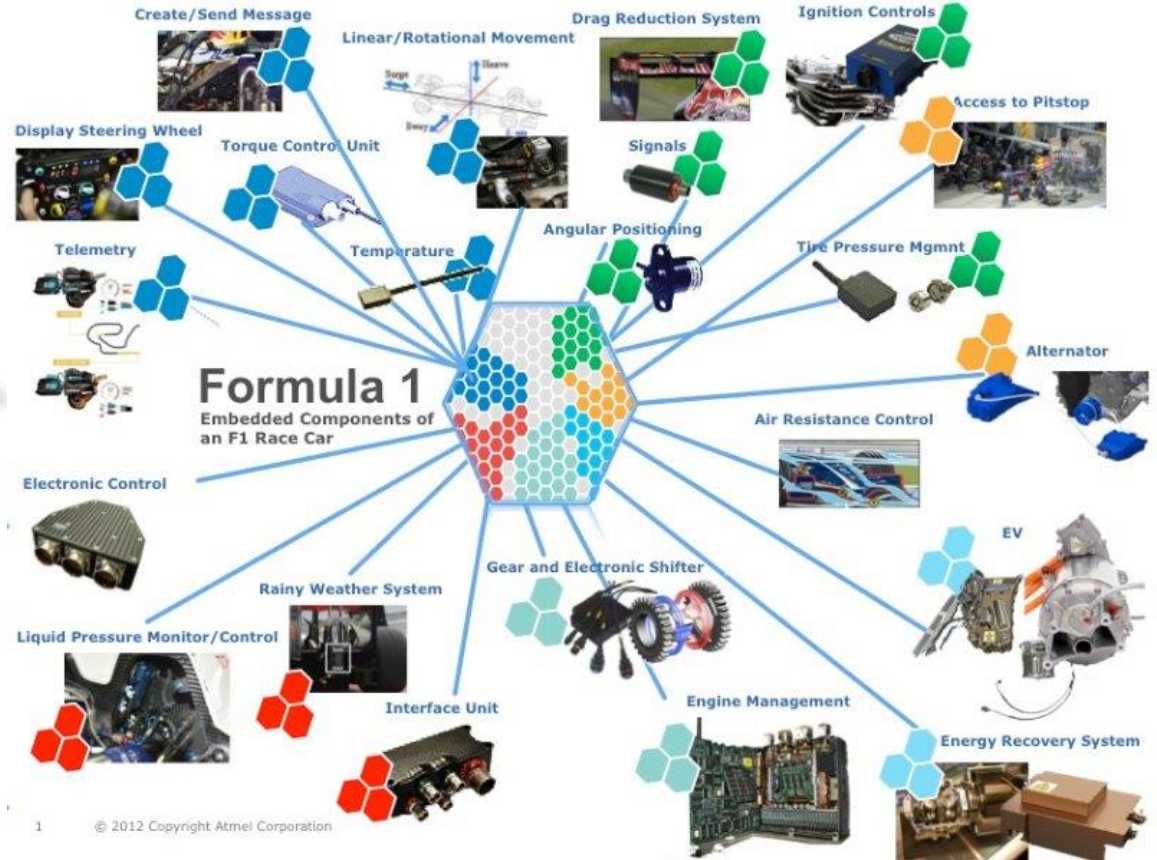 Create/Send Message
Linear/Rotational Movement
Drag Reduction System
Ignition Controls
Surge
Heave
Sway
Access to Pitstop
Display Steering Wheel
Torque Control Unit
Signals
Telemetry
Temperature
Angular Positioning
Tire Pressure Mgmnt
Alternator
Formula 1
Embedded Components of
an F1 Race Car
Air Resistance Control
Electronic Control
EV
Gear and Electronic Shifter
Rainy Weather System
Liquid Pressure Monitor/Control
Interface Unit
Engine Management
Energy Recovery System
1
© 2012 Copyright Atmel Corporation